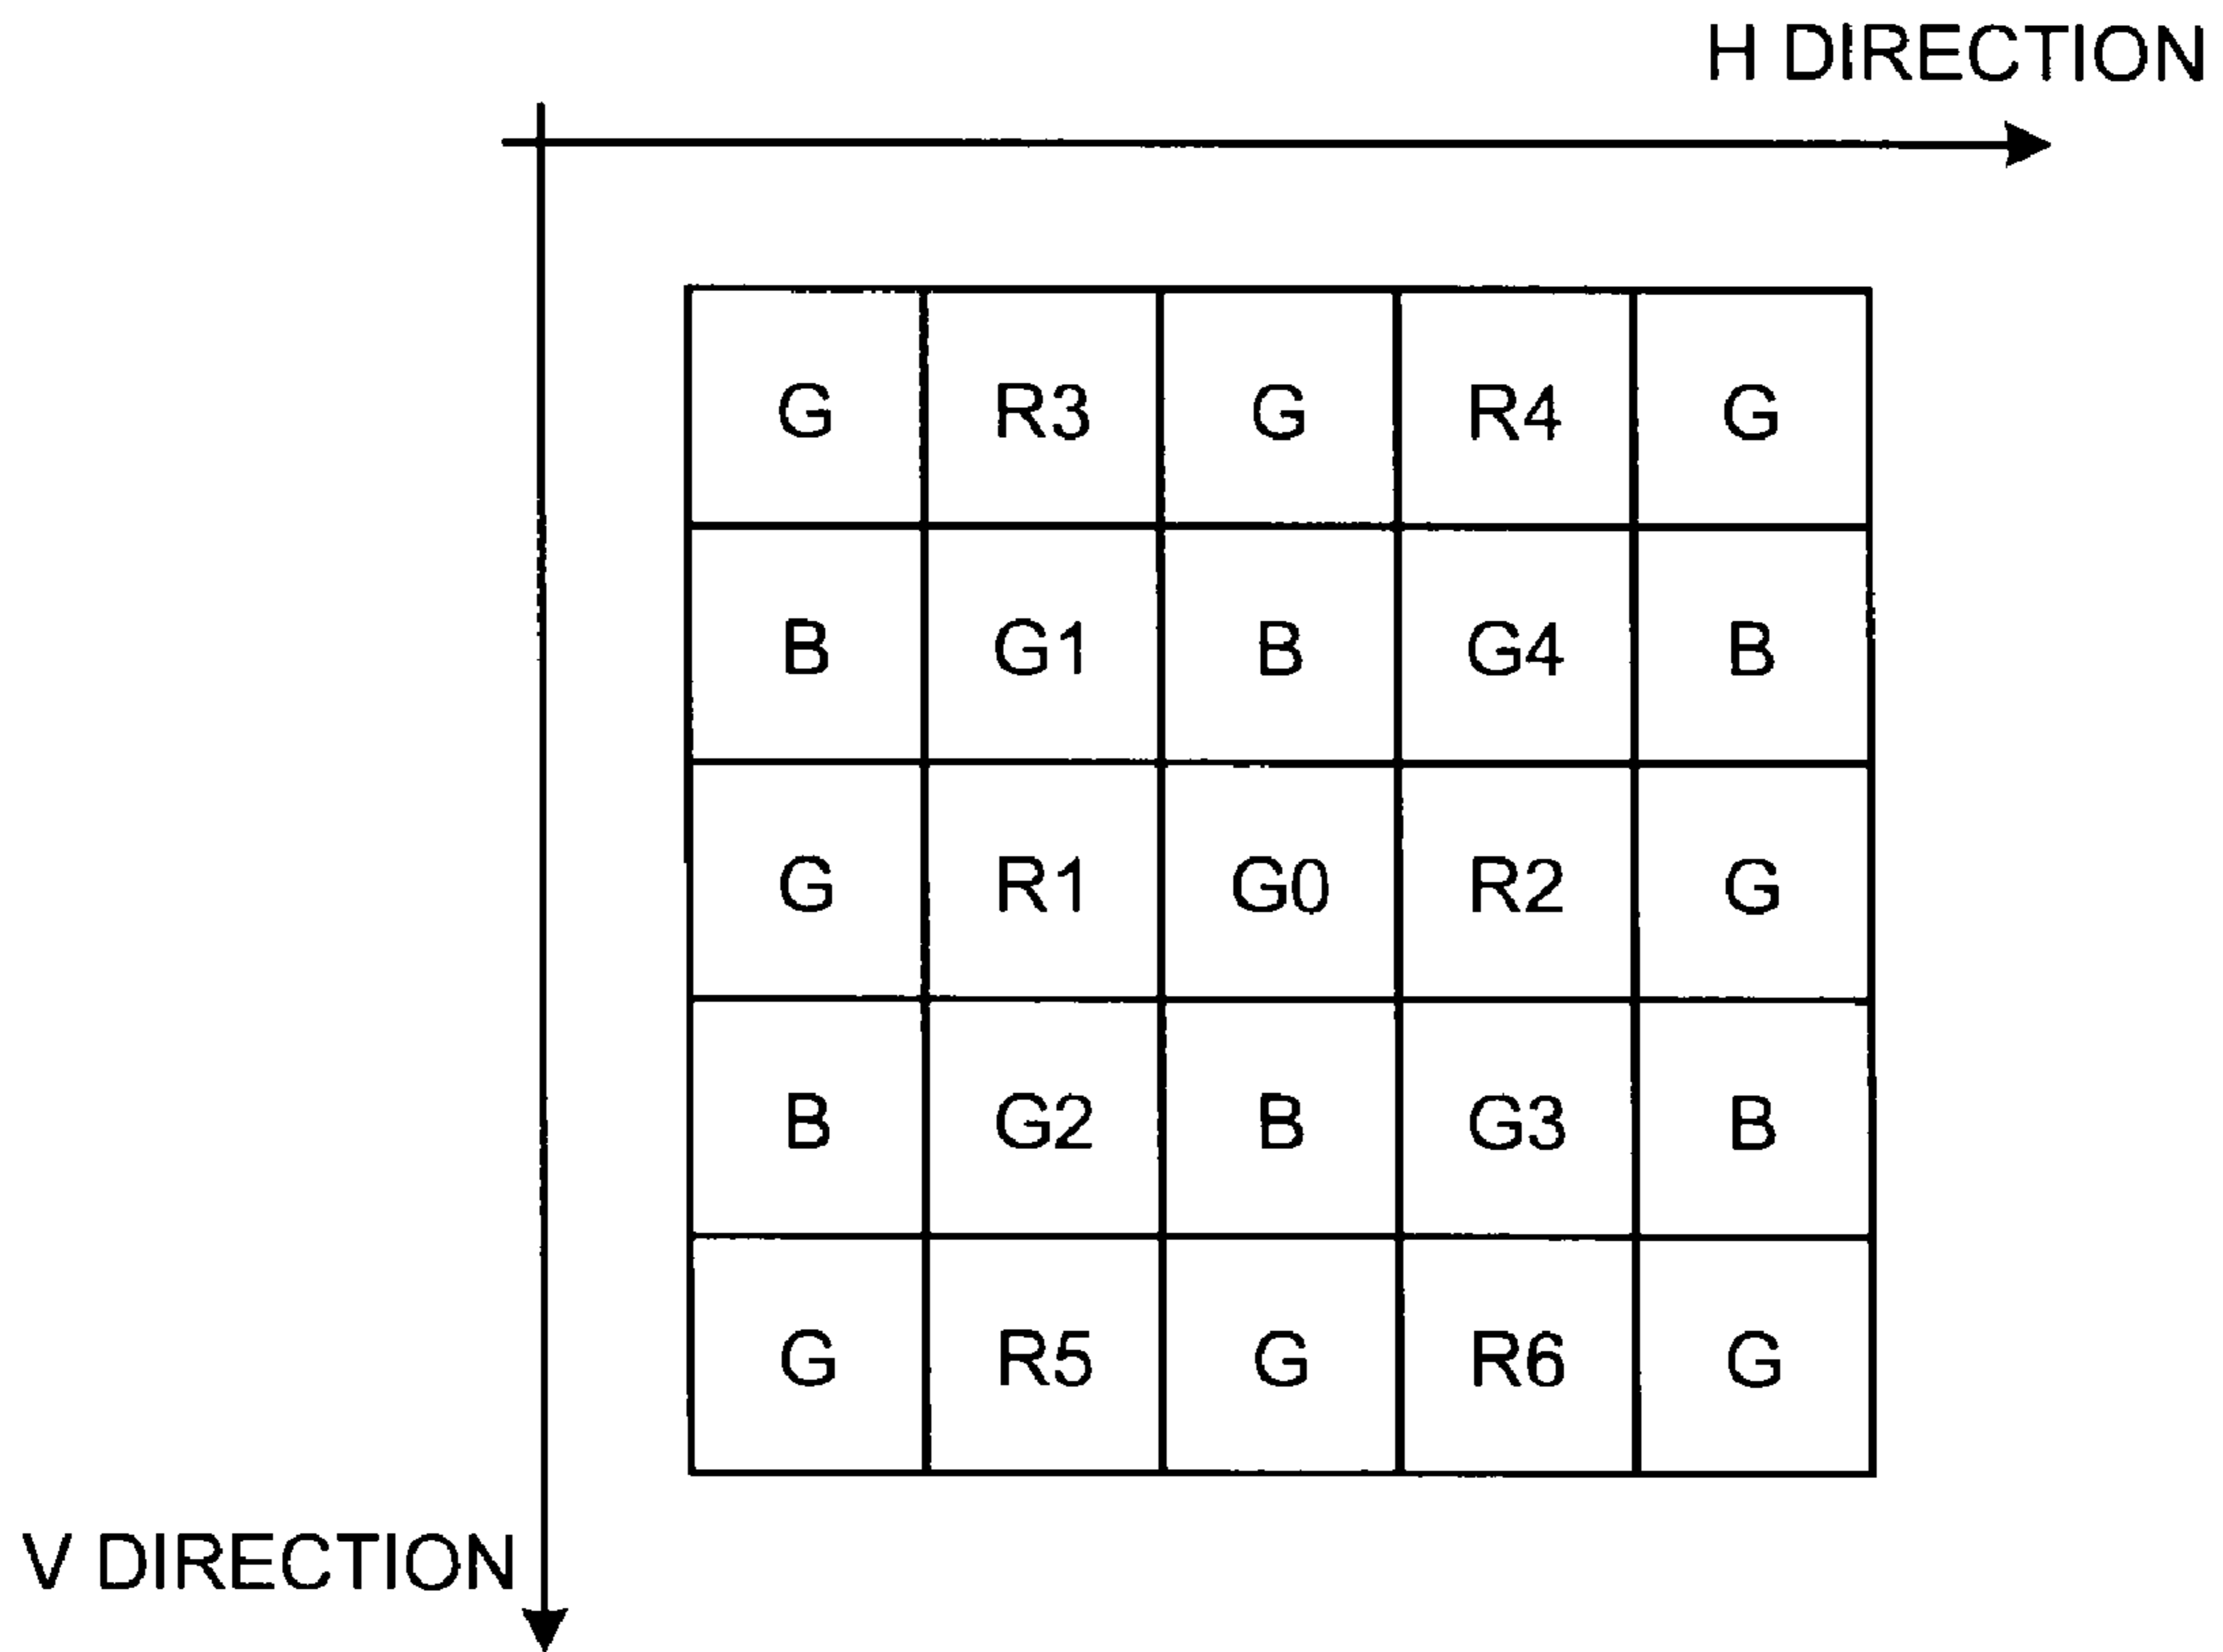 H DIRECTION
G R3 G R4 G
B G1 B G4 B
G R1 G0 R2 G
B G2 B G3 B
G R5 G R6 G
V DIRECTION